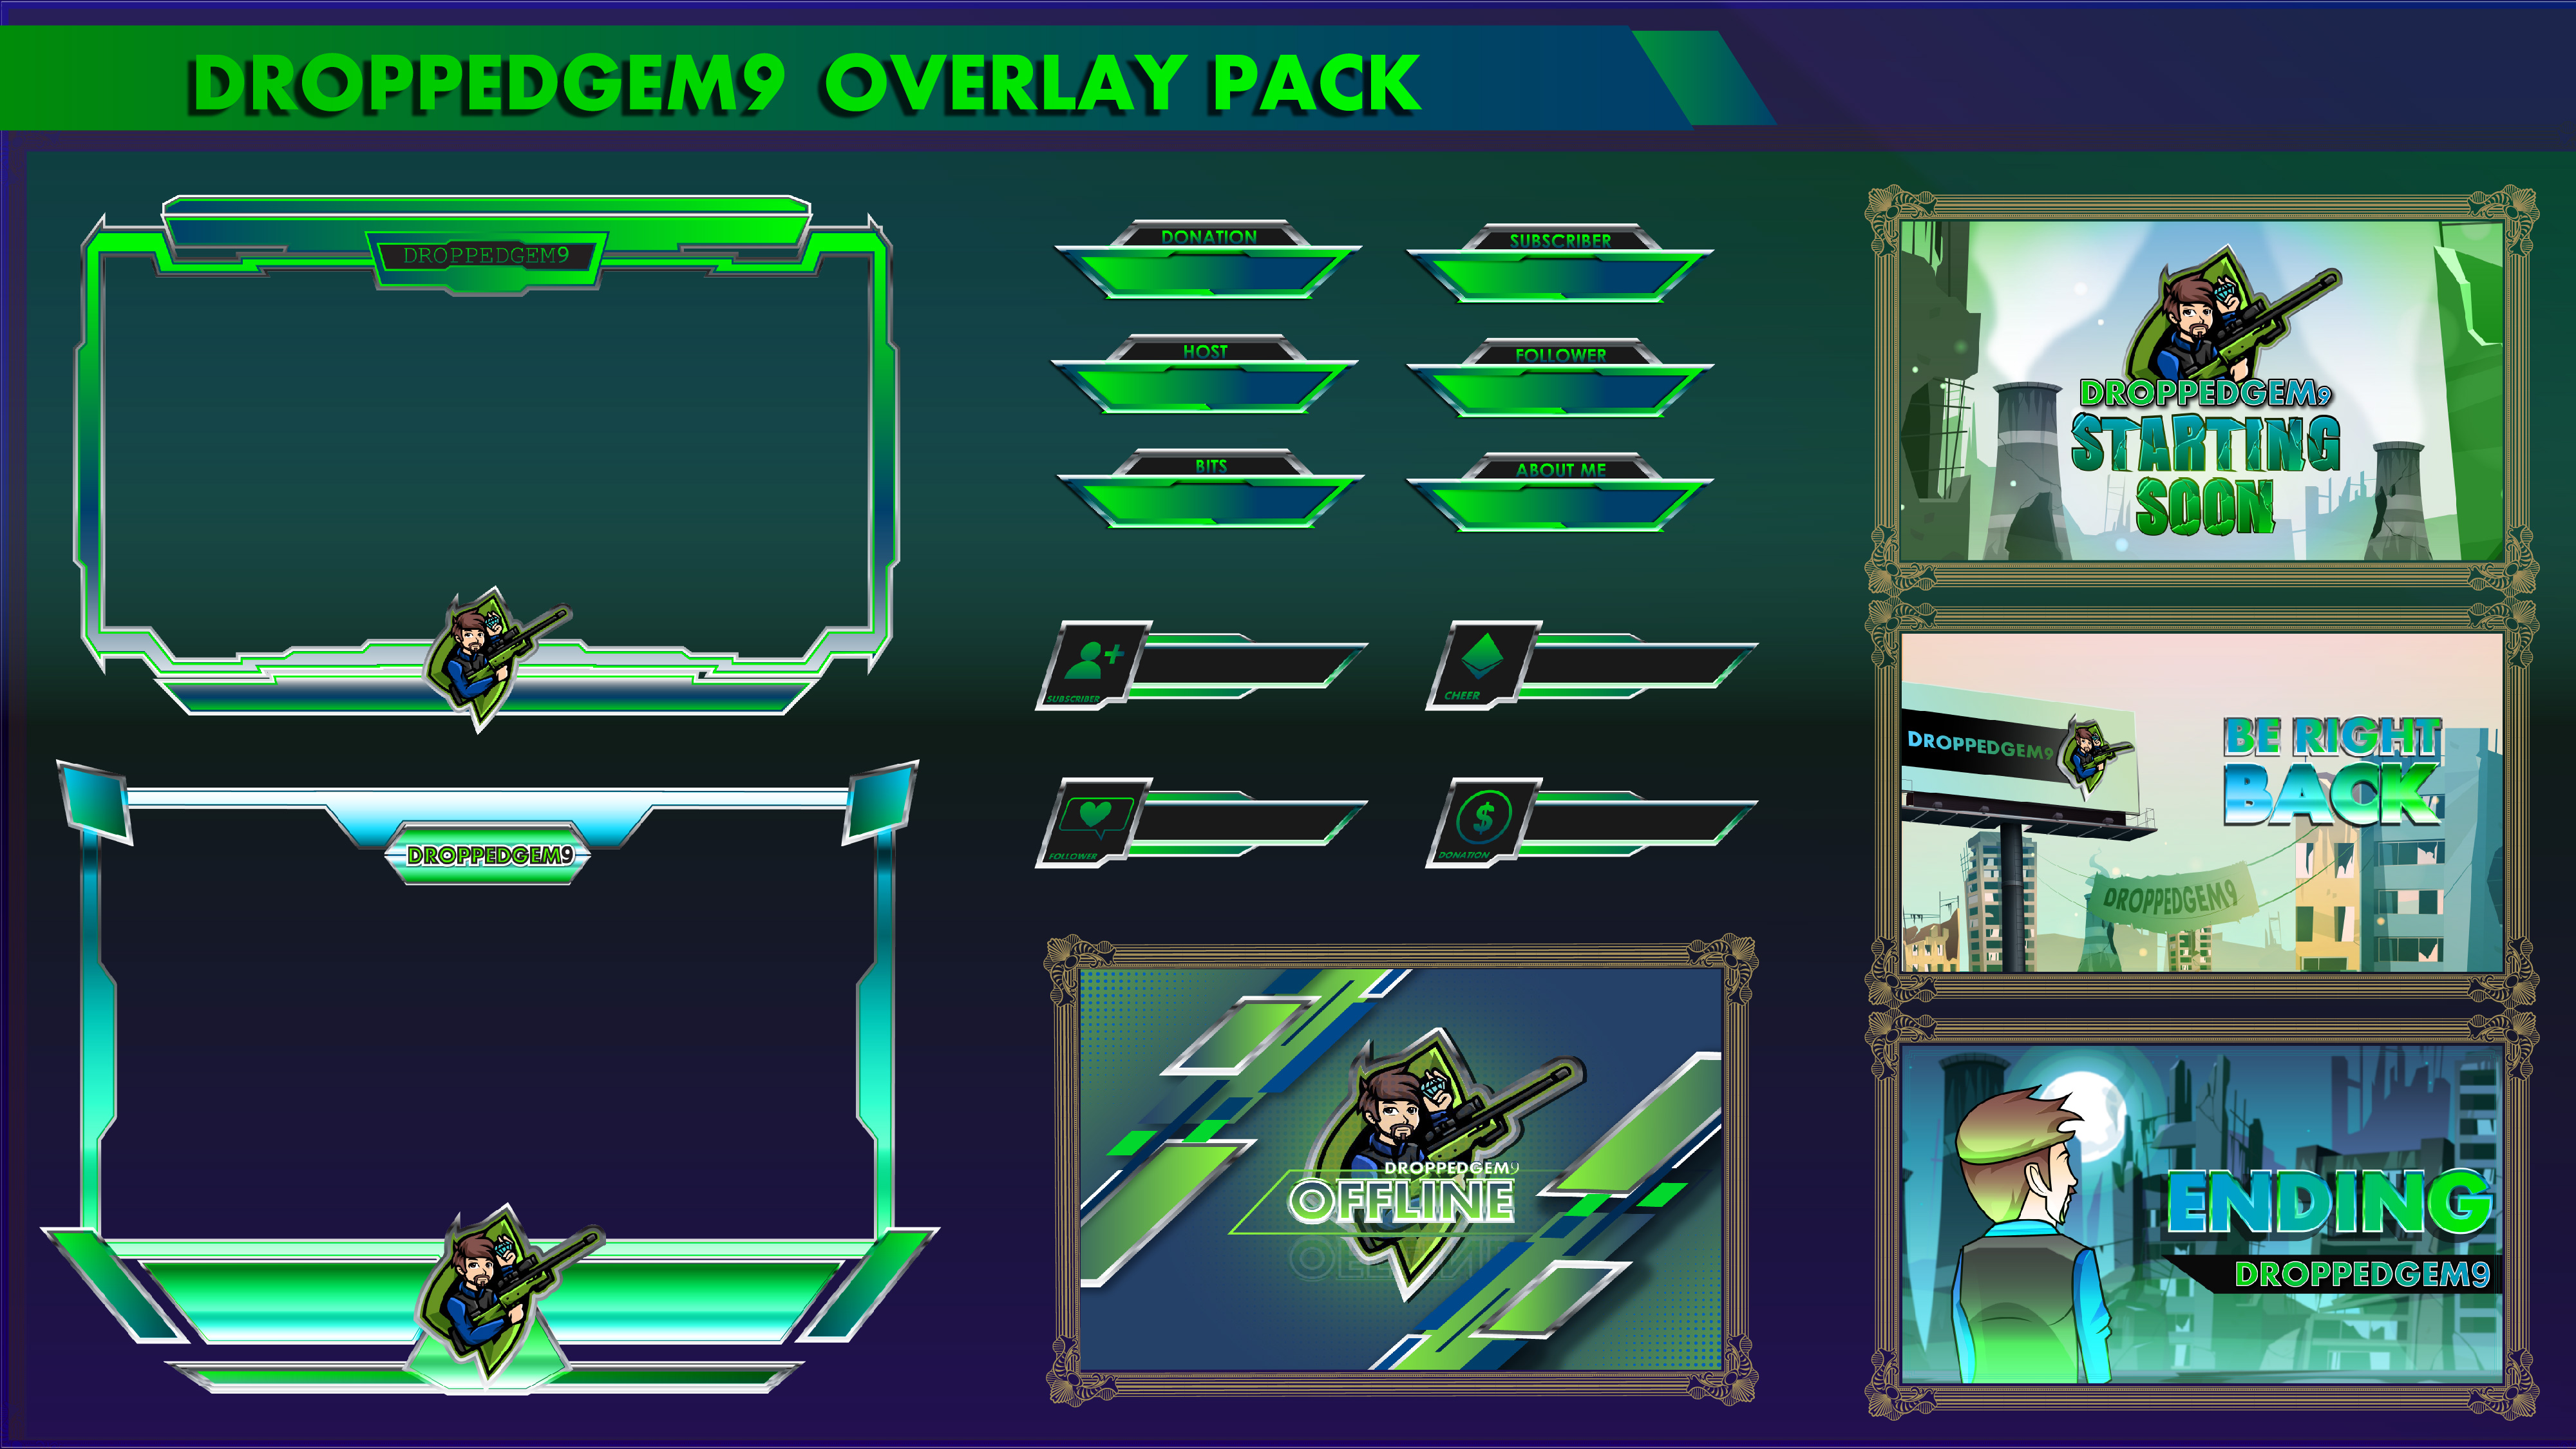 DROPPEDGEM9 OVERLAY PACK
DROPPEDGEM9
DONATION
SUBSCRIBER
HOST
FOLLOWER
BITS
ABOUT ME
SUBSCRIBER
CHEER
FOLLOWER
DONATION
DROPPEDGEM9
DROPPEDGEM9
OFFLINE
DROPPEDGEM9
STARTING
SOON
DROPPEDGEM9
BE RIGHT
BACK
DROPPEDGEM9
ENDING
DROPPEDGEM9